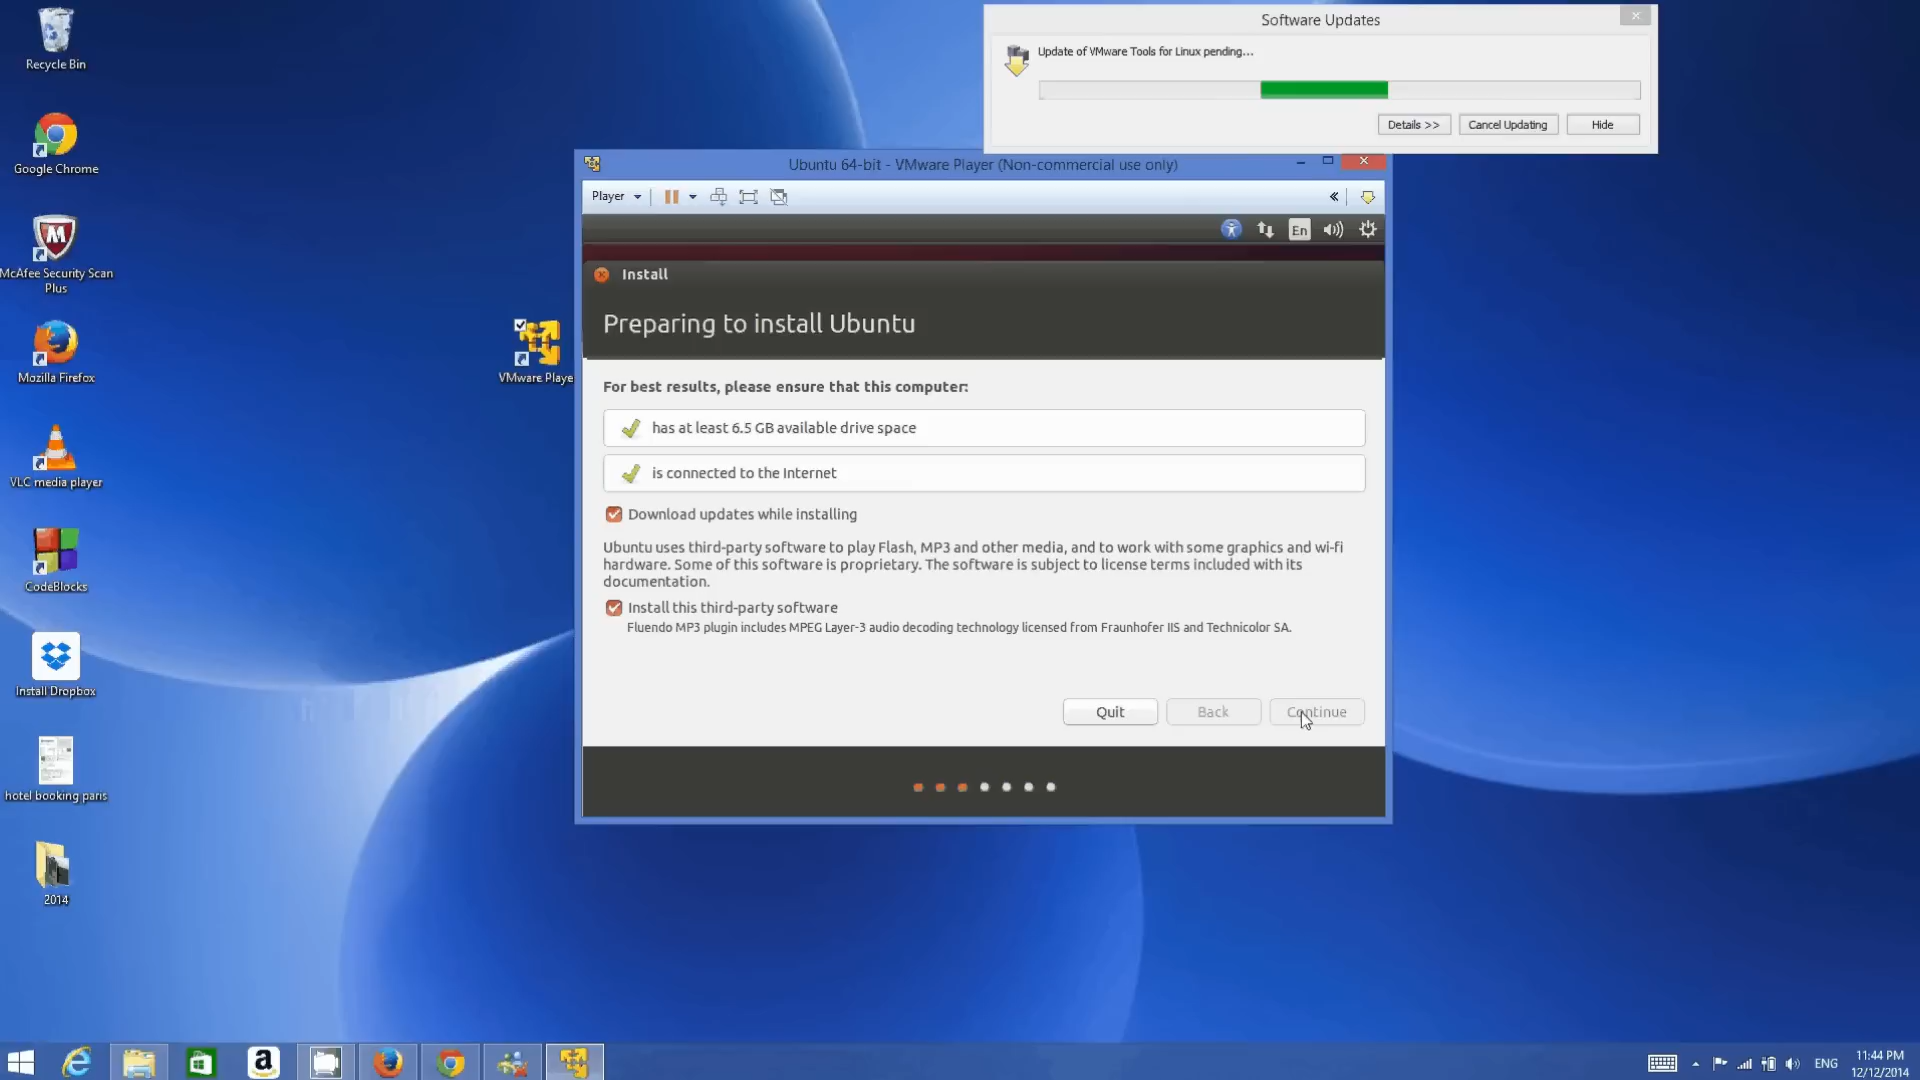 Recycle Bin
Google Chrome
McAfee Security Scan
Plus
Mozilla Firefox
VLC media player
CodeBlocks
Install Dropbox
hotel booking paris
2014
VMware Playe
Software Updates
Update of VMware Tools for Linux pending...
Details >>
Cancel Updating
Hide
Ubuntu 64-bit - VMware Player (Non-commercial use only)
Player
En
Install
Preparing to install Ubuntu
For best results, please ensure that this computer:
has at least 6.5 GB available drive space
is connected to the Internet
Download updates while installing
Ubuntu uses third-party software to play Flash, MP3 and other media, and to work with some graphics and wi-fi
hardware. Some of this software is proprietary. The software is subject to license terms included with its
documentation.
Install this third-party software
Fluendo MP3 plugin includes MPEG Layer-3 audio decoding technology licensed from Fraunhofer IIS and Technicolor SA.
Quit
Back
Continue
ENG
11:44 PM
12/12/2014